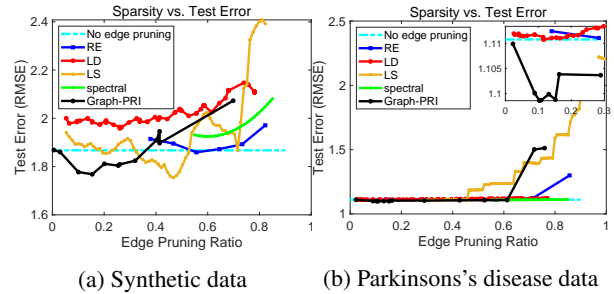 Sparsity vs. Test Error
No edge pruning
RE
LD
LS
spectral
Graph-PRI
2.4
2.2
2
1.8
1.6
Test Error (RMSE)
0 0.2 0.4 0.6 0.8 1
Edge Pruning Ratio
(a) Synthetic data
Sparsity vs. Test Error
No edge pruning
RE
LD
LS
spectral
Graph-PRI
2.5
2
1.5
1
Test Error (RMSE)
1.11
1.105
1.1
0 0.1 0.2 0.3
0 0.2 0.4 0.6 0.8 1
Edge Pruning Ratio
(b) Parkinsons's disease data